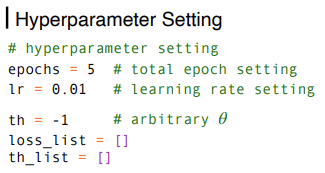 Hyperparameter Setting
# hyperparameter setting
epochs = 5 # total epoch setting
lr = 0.01 # learning rate setting
th = -1 # arbitrary θ
loss_list = []
th_list = []